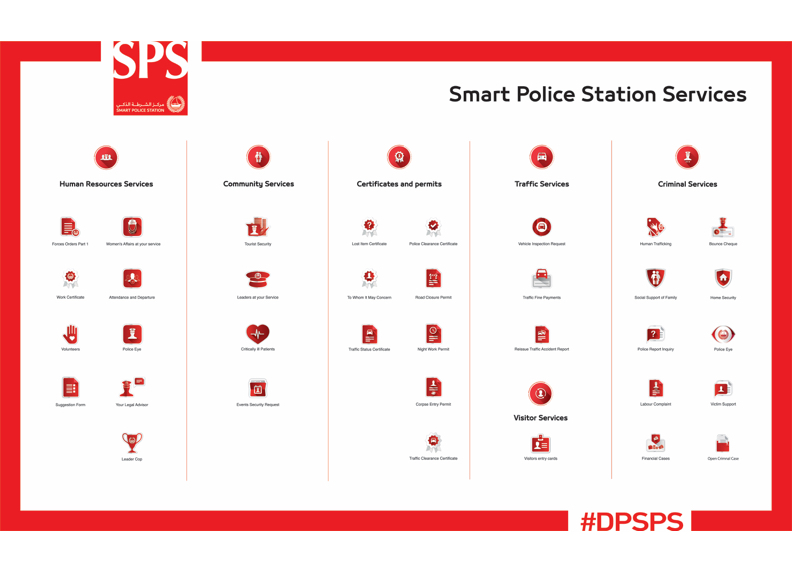 SPS
مركز الشرطة الذكي
SMART POLICE STATION
Smart Police Station Services
Human Resources Services
Forces Orders Part 1
Women's Affairs at your service
Work Certificate
Attendance and Departure
Volunteers
Police Eye
Suggestion Form
SPS
Your Legal Advisor
Leader Cop
Community Services
Tourist Security
Leaders at your Service
Critically ill Patients
Events Security Request
Certificates and permits
Lost Item Certificate
Police Clearance Certificate
To Whom It May Concern
Road Closure Permit
Traffic Status Certificate
Night Work Permit
Corpse Entry Permit
Traffic Clearance Certificate
Traffic Services
Vehicle Inspection Request
Traffic Fine Payments
Reissue Traffic Accident Report
Visitor Services
Visitors entry cards
Criminal Services
Human Trafficking
Bounce Cheque
Social Support of Family
Home Security
Police Report Inquiry
Police Eye
Labour Complaint
Victim Support
Financial Cases
Open Criminal Case
#DPSPS